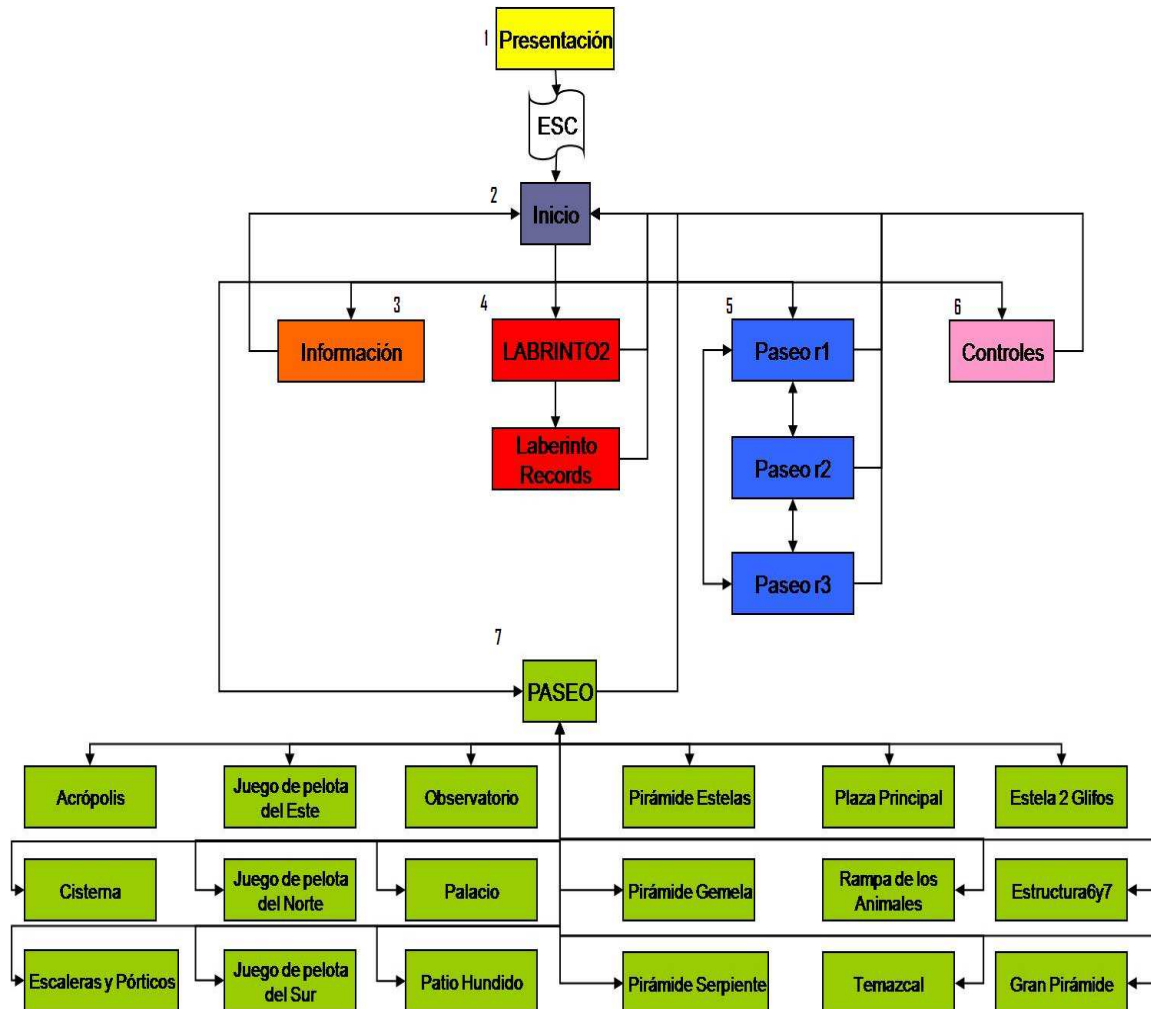 1
Presentación
ESC
2
Inicio
3
Información
4
LABRINTO2
5
Paseo r1
6
Controles
Laberinto
Records
Paseo r2
Paseo r3
7
PASEO
Acrópolis
Juego de pelota
del Este
Observatorio
Pirámide Estelas
Plaza Principal
Estela 2 Glifos
Cisterna
Juego de pelota
del Norte
Palacio
Pirámide Gemela
Rampa de los
Animales
Estructura6y7
Escaleras y Pórticos
Juego de pelota
del Sur
Patio Hundido
Pirámide Serpiente
Temazcal
Gran Pirámide